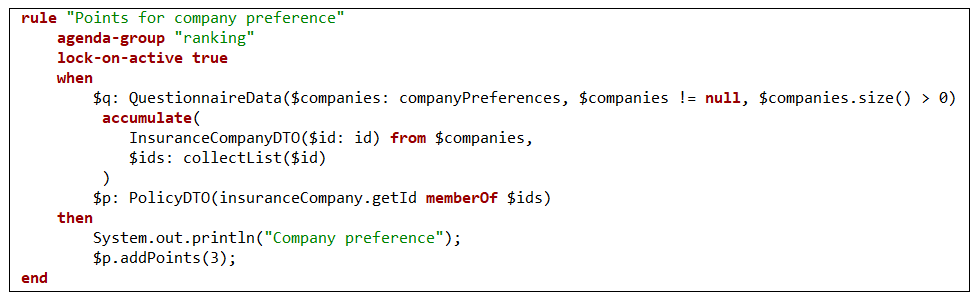 rule "Points for company preference"
    agenda-group "ranking"
    lock-on-active true
    when
        $q: QuestionnaireData($companies: companyPreferences, $companies != null, $companies.size() > 0)
         accumulate(
            InsuranceCompanyDTO($id: id) from $companies,
            $ids: collectList($id)
         )
        $p: PolicyDTO(insuranceCompany.getId memberOf $ids)
    then
        System.out.println("Company preference");
        $p.addPoints(3);
end